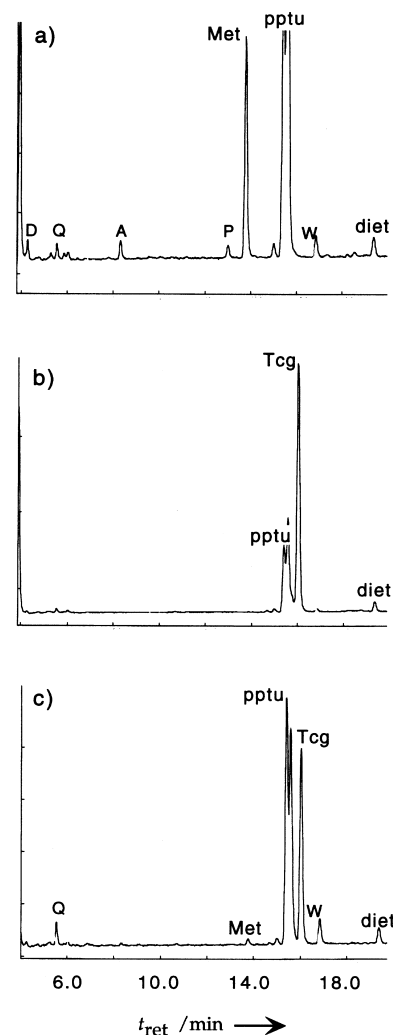 a)
pptu
Met
D Q A P W diet
b)
Tcg
pptu
diet
c)
pptu
Tcg
Q Met W diet
6.0 10.0 14.0 18.0
tret /min